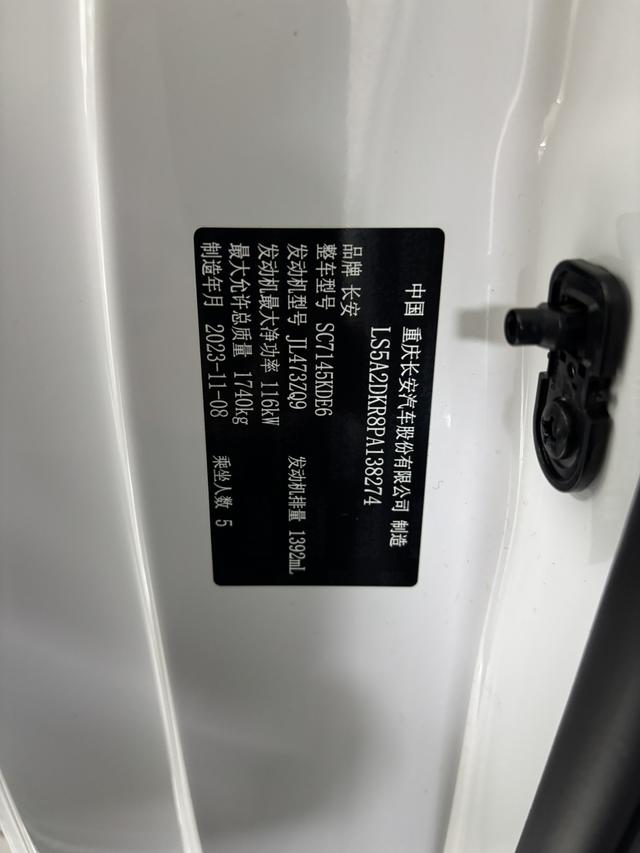 中国 重庆长安汽车股份有限公司 制造
LS5A2DKR8PA138274
品牌 长安
整车型号 SC7145KDE6
发动机型号 JL473ZQ9 发动机排量 1392mL
发动机最大净功率 116kW
最大允许总质量 1740kg
制造年月 2023-11-08 乘坐人数 5